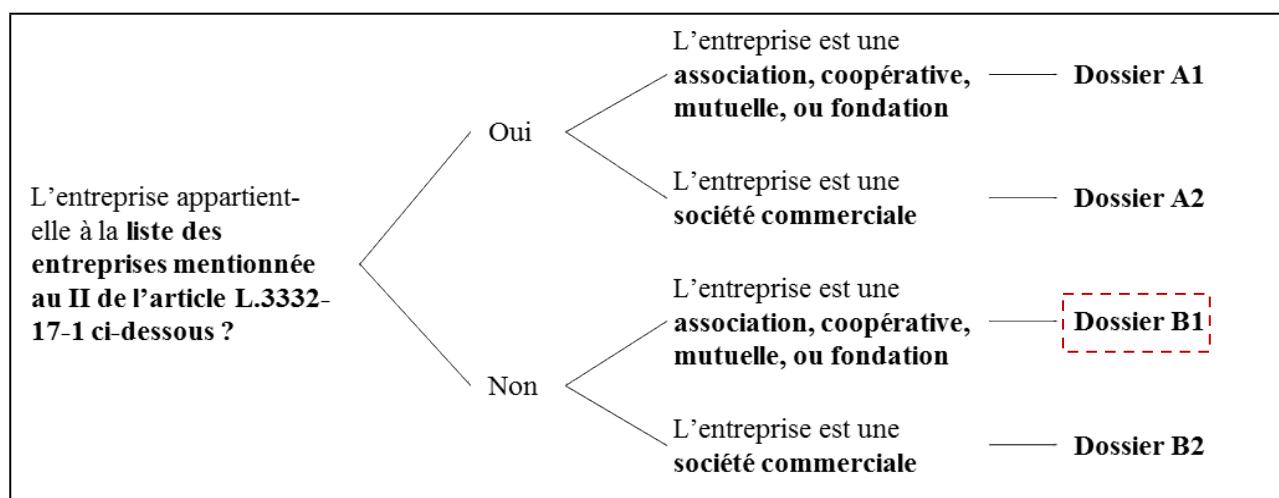 L'entreprise appartient-
elle à la liste des
entreprises mentionnée
au II de l'article L.3332-
17-1 ci-dessous ?
Oui
L'entreprise est une
association, coopérative,
mutuelle, ou fondation
Dossier A1
L'entreprise est une
société commerciale
Dossier A2
Non
L'entreprise est une
association, coopérative,
mutuelle, ou fondation
Dossier B1
L'entreprise est une
société commerciale
Dossier B2